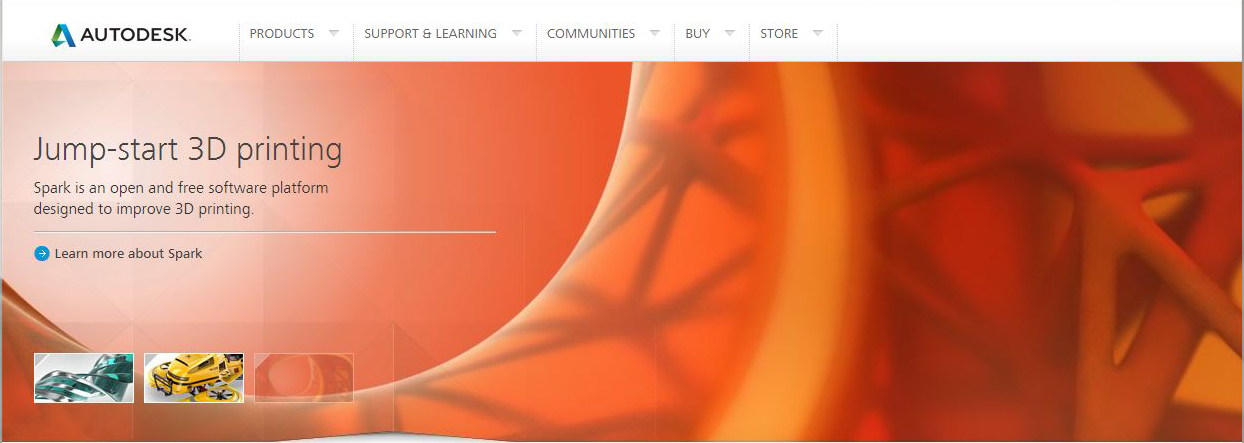 AUTODESK.
PRODUCTS
SUPPORT & LEARNING
COMMUNITIES
BUY
STORE
Jump-start 3D printing
Spark is an open and free software platform
designed to improve 3D printing.
Learn more about Spark